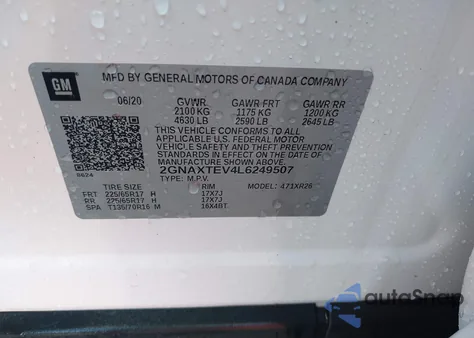 GM
MFD BY GENERAL MOTORS OF CANADA COMPANY
06/20 GVWR GAWR FRT GAWR RR
2100 KG 1175 KG 1200 KG
4630 LB 2590 LB 2645 LB
THIS VEHICLE CONFORMS TO ALL
APPLICABLE U.S. FEDERAL MOTOR
VEHICLE SAFETY, BUMPER, AND THEFT
PREVENTION STANDARDS IN EFFECT ON
THE DATE OF MANUFACTURE SHOWN ABOVE.
2GNAXTEV4L6249507
8624 TYPE: M.P.V. MODEL: 471XR26
TIRE SIZE RIM
FRT 225/65R17 H 17X7J
RR 225/65R17 H 17X7J
SPA T135/70R16 M 16X4BT
autoSnap